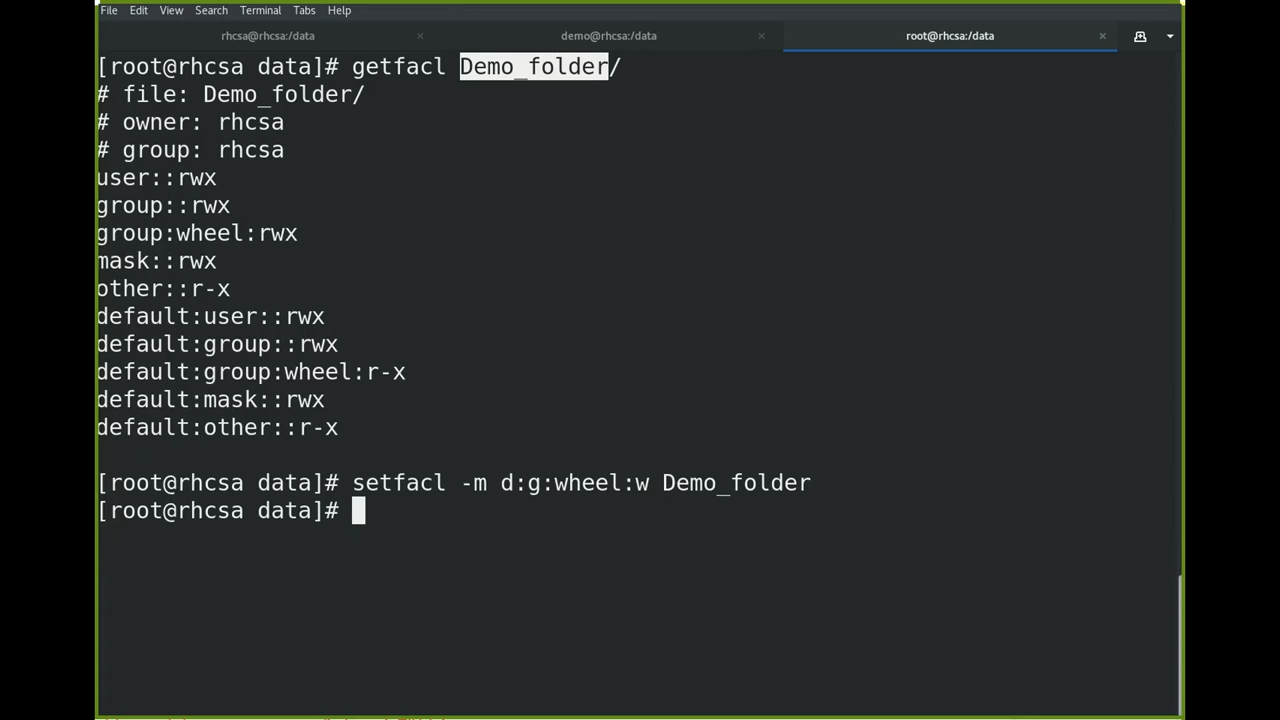 File Edit View Search Terminal Tabs Help
rhcsa@rhcsa:/data × demo@rhcsa:/data × root@rhcsa:/data ×
[root@rhcsa data]# getfacl Demo_folder/
# file: Demo_folder/
# owner: rhcsa
# group: rhcsa
user::rwx
group::rwx
group:wheel:rwx
mask::rwx
other::r-x
default:user::rwx
default:group::rwx
default:group:wheel:r-x
default:mask::rwx
default:other::r-x
[root@rhcsa data]# setfacl -m d:g:wheel:w Demo_folder
[root@rhcsa data]#